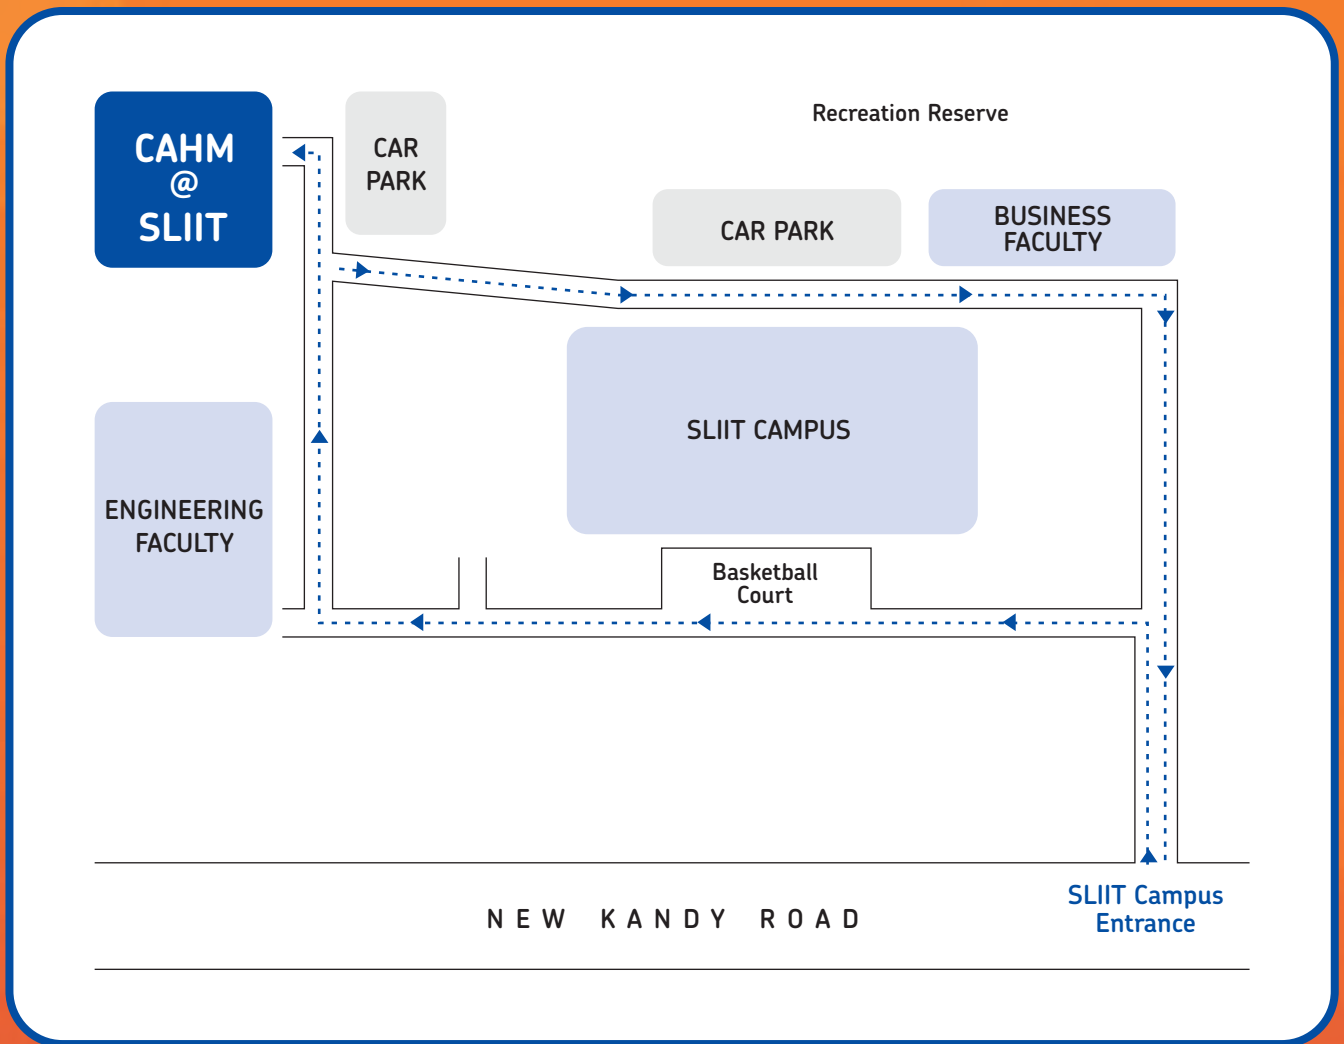 CAHM
@
SLIIT
CAR
PARK
Recreation Reserve
CAR PARK
BUSINESS
FACULTY
SLIIT CAMPUS
ENGINEERING
FACULTY
Basketball
Court
SLIIT Campus
Entrance
NEW KANDY ROAD